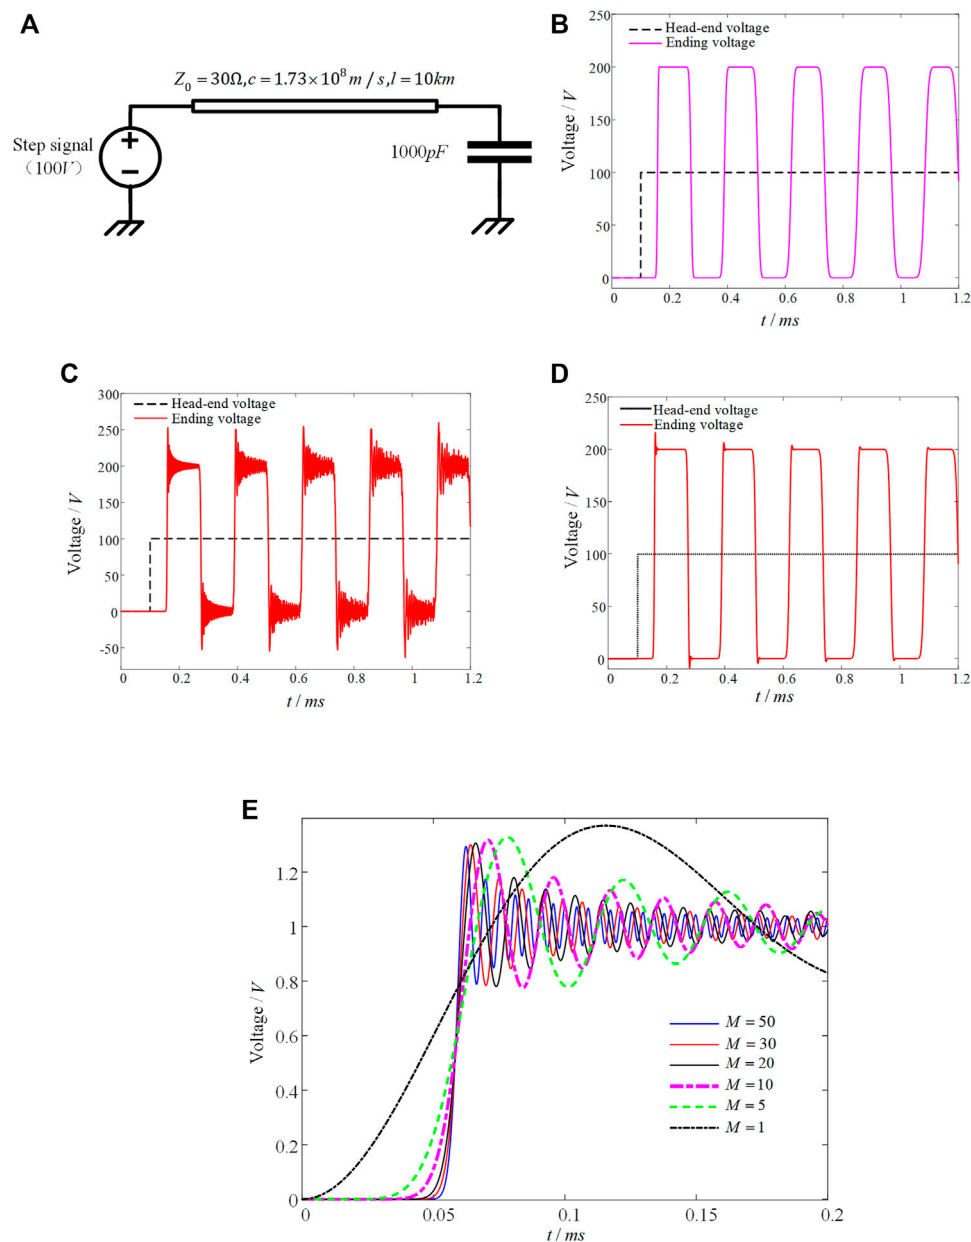 A
Z₀ = 30Ω, c = 1.73×10⁸ m / s, l = 10km
Step signal
（100V）
1000pF
B
Head-end voltage
Ending voltage
250
200
150
100
50
0
0 0.2 0.4 0.6 0.8 1 1.2
Voltage / V
t / ms
C
Head-end voltage
Ending voltage
300
250
200
150
100
50
0
-50
0 0.2 0.4 0.6 0.8 1 1.2
Voltage / V
t / ms
D
Head-end voltage
Ending voltage
250
200
150
100
50
0
0 0.2 0.4 0.6 0.8 1 1.2
Voltage / V
t / ms
E
1.2
1
0.8
0.6
0.4
0.2
0
0 0.05 0.1 0.15 0.2
Voltage / V
t / ms
M = 50
M = 30
M = 20
M = 10
M = 5
M = 1